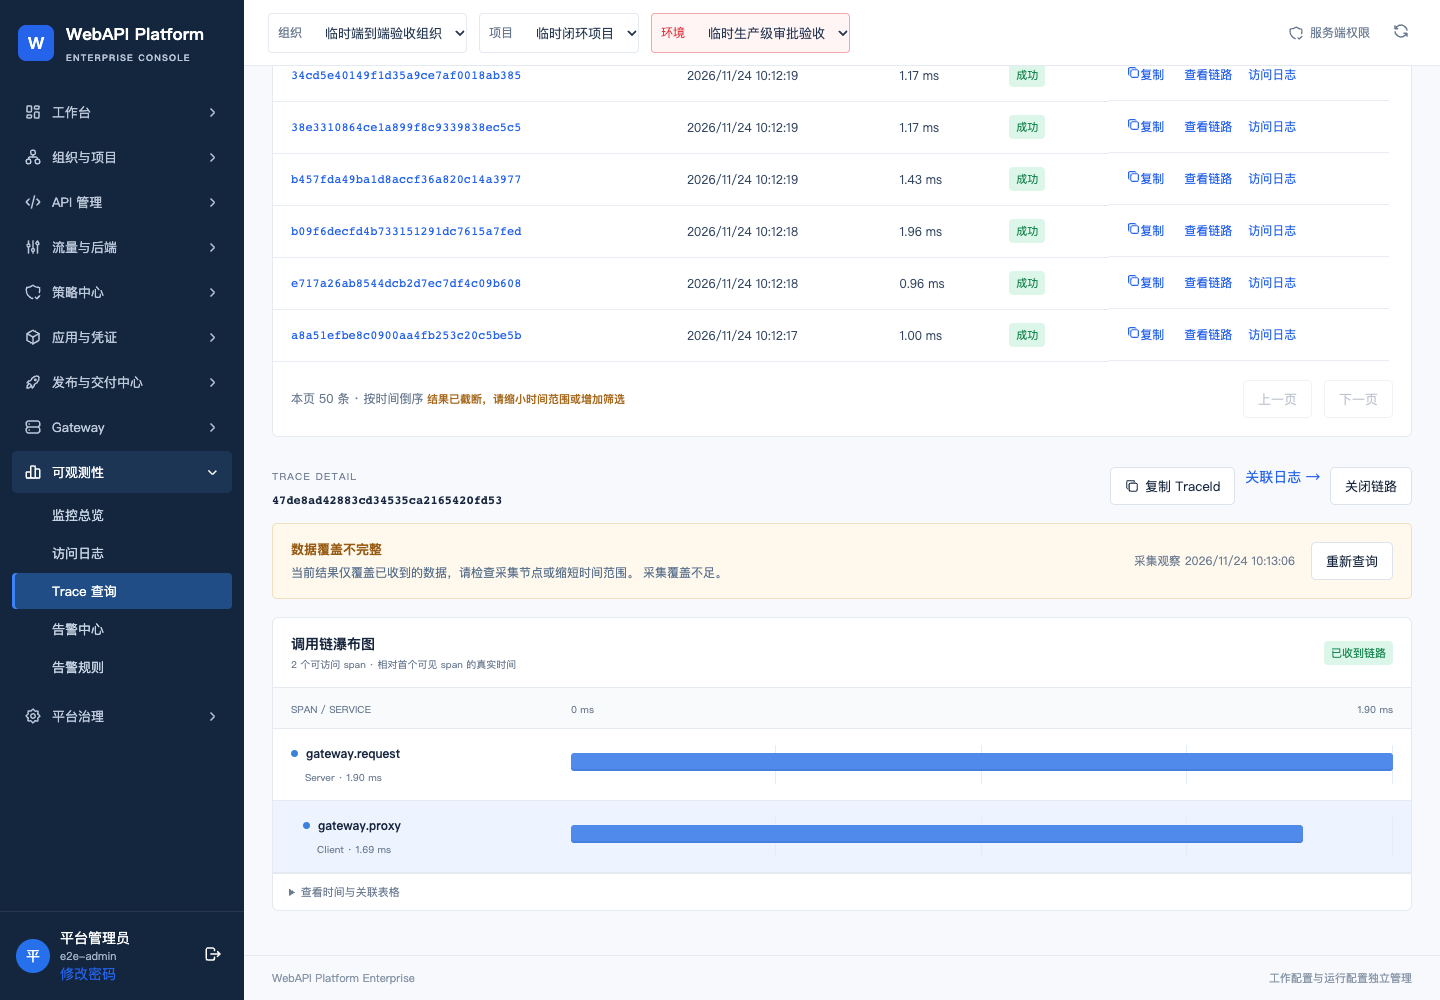 W
WebAPI Platform
ENTERPRISE CONSOLE
工作台
组织与项目
API 管理
流量与后端
策略中心
应用与凭证
发布与交付中心
Gateway
可观测性
监控总览
访问日志
Trace 查询
告警中心
告警规则
平台治理
平
平台管理员
e2e-admin
修改密码
组织 临时端到端验收组织
项目 临时闭环项目
环境 临时生产级审批验收
服务端权限
34cd5e40149f1d35a9ce7af0018ab385 2026/11/24 10:12:19 1.17 ms 成功 复制 查看链路 访问日志
38e3310864ce1a899f8c9339838ec5c5 2026/11/24 10:12:19 1.17 ms 成功 复制 查看链路 访问日志
b457fda49ba1d8accf36a820c14a3977 2026/11/24 10:12:19 1.43 ms 成功 复制 查看链路 访问日志
b09f6decfd4b733151291dc7615a7fed 2026/11/24 10:12:18 1.96 ms 成功 复制 查看链路 访问日志
e717a26ab8544dcb2d7ec7df4c09b608 2026/11/24 10:12:18 0.96 ms 成功 复制 查看链路 访问日志
a8a51efbe8c0900aa4fb253c20c5be5b 2026/11/24 10:12:17 1.00 ms 成功 复制 查看链路 访问日志
本页 50 条 · 按时间倒序 结果已截断，请缩小时间范围或增加筛选
上一页 下一页
TRACE DETAIL
47de8ad42883cd34535ca2165420fd53
复制 TraceId 关联日志 → 关闭链路
数据覆盖不完整
当前结果仅覆盖已收到的数据，请检查采集节点或缩短时间范围。 采集覆盖不足。
采集观察 2026/11/24 10:13:06 重新查询
调用链瀑布图
2 个可访问 span · 相对首个可见 span 的真实时间
已收到链路
SPAN / SERVICE 0 ms 1.90 ms
gateway.request
Server · 1.90 ms
gateway.proxy
Client · 1.69 ms
查看时间与关联表格
WebAPI Platform Enterprise
工作配置与运行配置独立管理